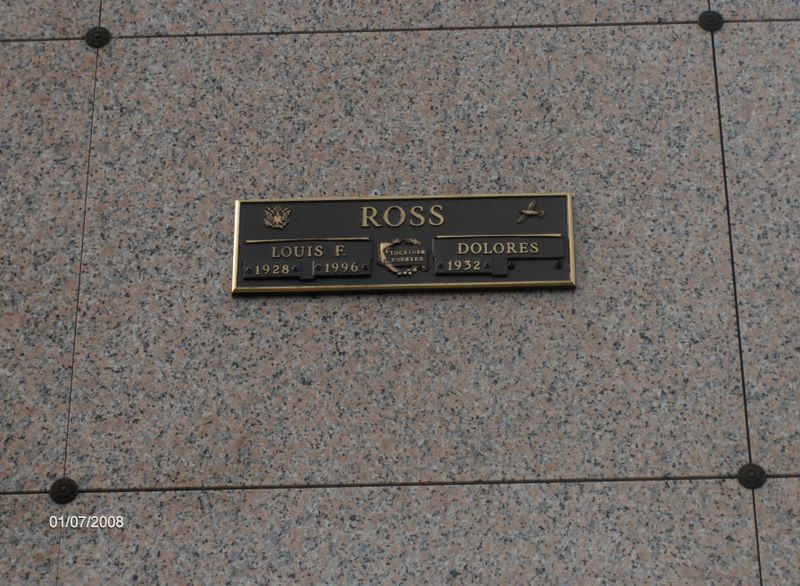 ROSS
LOUIS F. DOLORES
TOGETHER
FOREVER
1928 1996 1932
01/07/2008